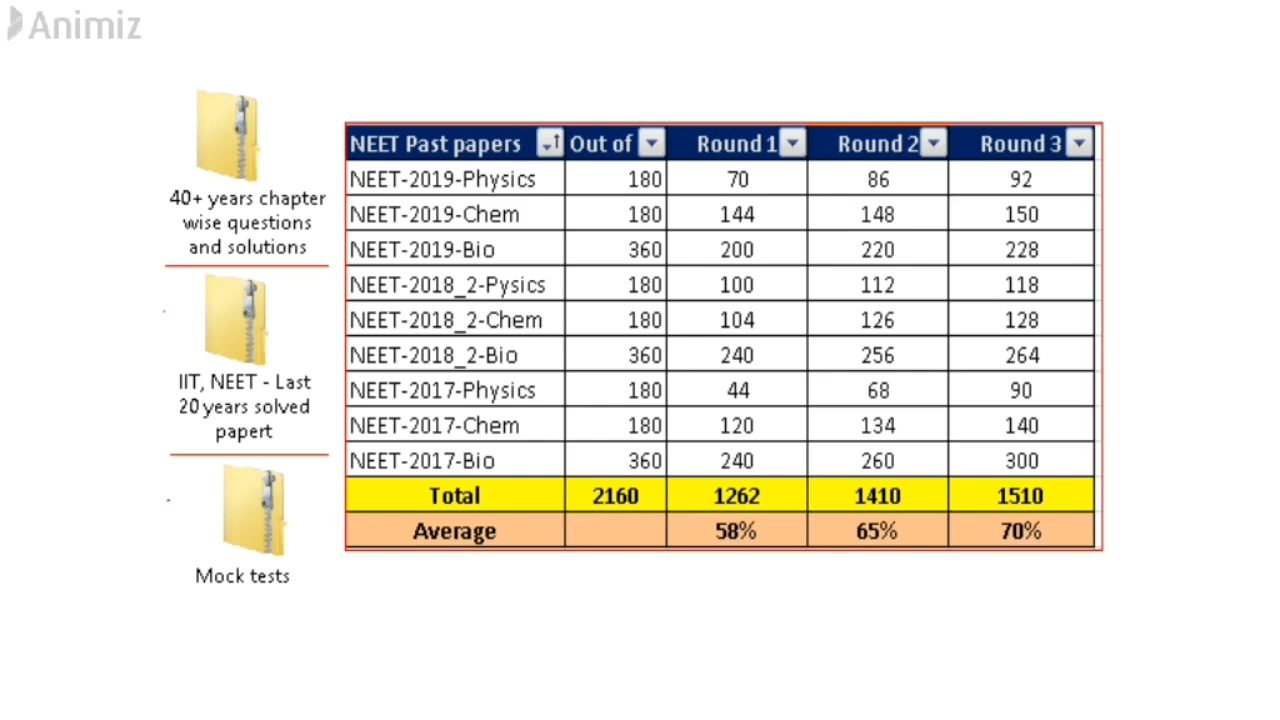 Animiz
40+ years chapter
wise questions
and solutions
IIT, NEET - Last
20 years solved
papert
Mock tests
NEET Past papers Out of Round 1 Round 2 Round 3
NEET-2019-Physics 180 70 86 92
NEET-2019-Chem 180 144 148 150
NEET-2019-Bio 360 200 220 228
NEET-2018_2-Pysics 180 100 112 118
NEET-2018_2-Chem 180 104 126 128
NEET-2018_2-Bio 360 240 256 264
NEET-2017-Physics 180 44 68 90
NEET-2017-Chem 180 120 134 140
NEET-2017-Bio 360 240 260 300
Total 2160 1262 1410 1510
Average 58% 65% 70%